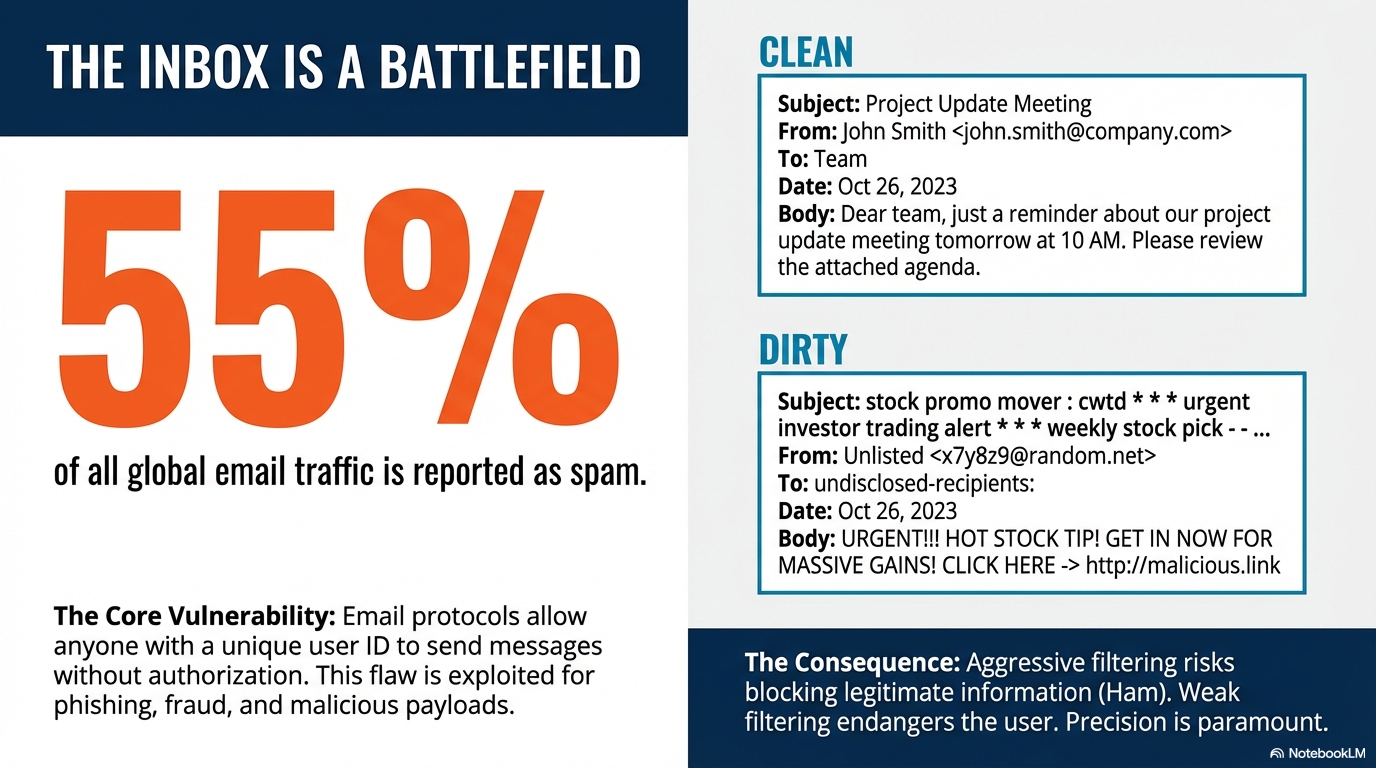 THE INBOX IS A BATTLEFIELD
55%
of all global email traffic is reported as spam.
The Core Vulnerability: Email protocols allow
anyone with a unique user ID to send messages
without authorization. This flaw is exploited for
phishing, fraud, and malicious payloads.
CLEAN
Subject: Project Update Meeting
From: John Smith <john.smith@company.com>
To: Team
Date: Oct 26, 2023
Body: Dear team, just a reminder about our project
update meeting tomorrow at 10 AM. Please review
the attached agenda.
DIRTY
Subject: stock promo mover : cwtd * * * urgent
investor trading alert * * * weekly stock pick - - ...
From: Unlisted <x7y8z9@random.net>
To: undisclosed-recipients:
Date: Oct 26, 2023
Body: URGENT!!! HOT STOCK TIP! GET IN NOW FOR
MASSIVE GAINS! CLICK HERE -> http://malicious.link
The Consequence: Aggressive filtering risks
blocking legitimate information (Ham). Weak
filtering endangers the user. Precision is paramount.
NotebookLM